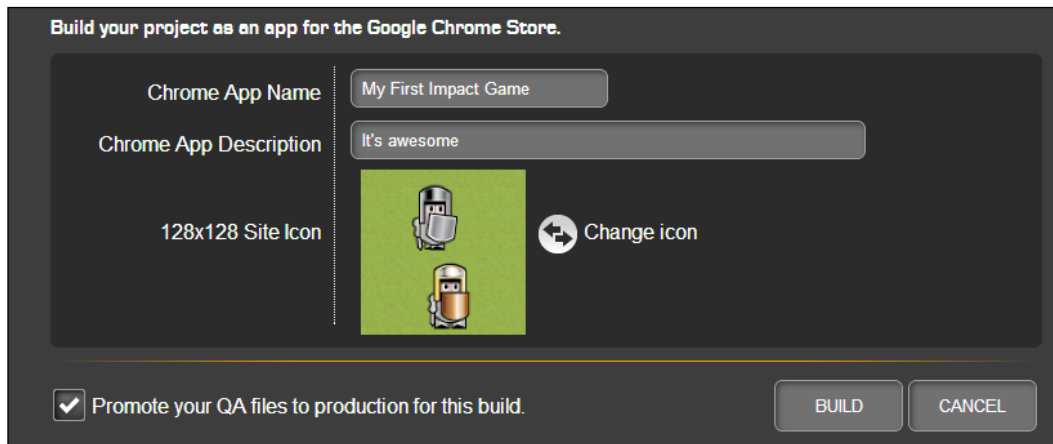 Build your project as an app for the Google Chrome Store.
Chrome App Name
My First Impact Game
Chrome App Description
It's awesome
128x128 Site Icon
Change icon
Promote your QA files to production for this build.
BUILD
CANCEL